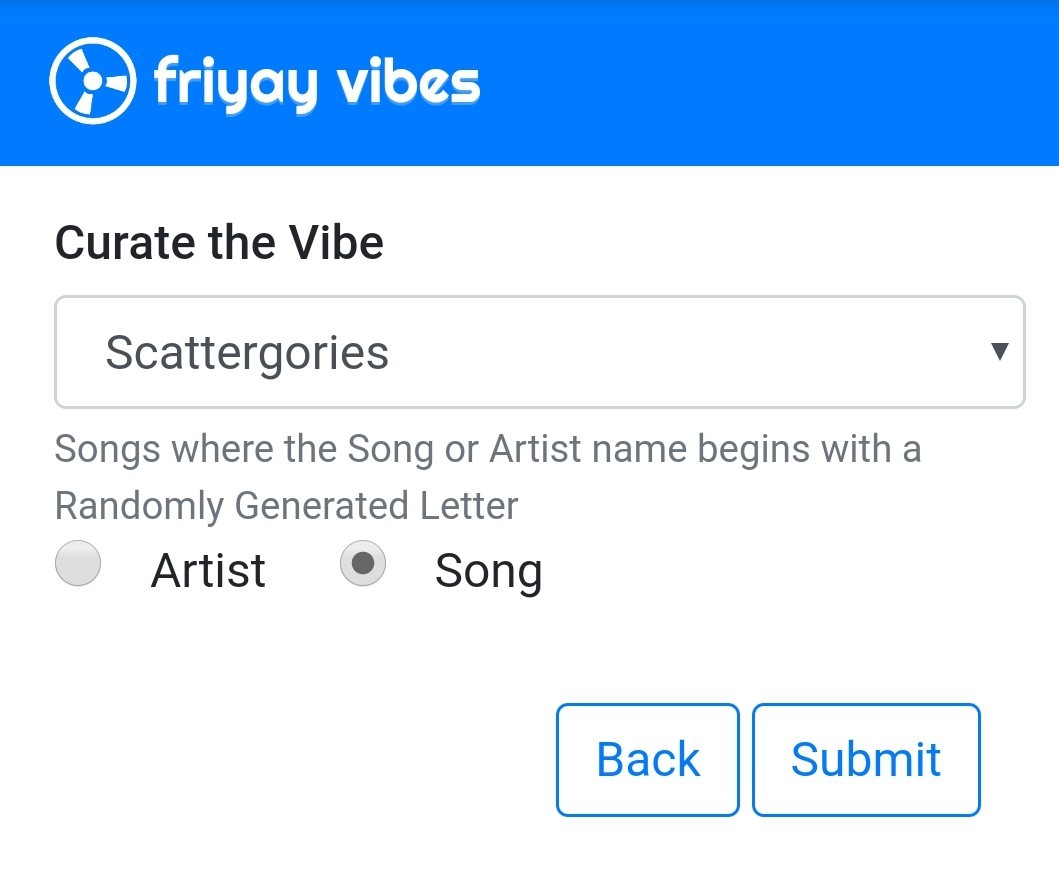 friyay vibes
Curate the Vibe
Scattergories
Songs where the Song or Artist name begins with a
Randomly Generated Letter
Artist Song
Back Submit